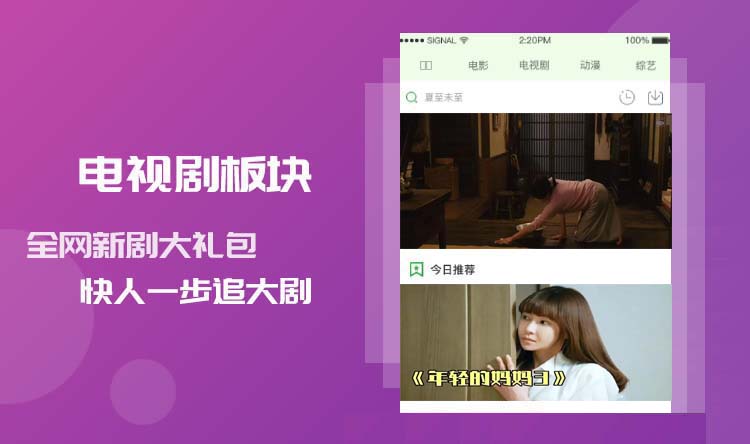 电视剧板块
全网新剧大礼包
快人一步追大剧
SIGNAL 2:20PM 100%
电影 电视剧 动漫 综艺
夏至未至
今日推荐
《年轻的妈妈3》